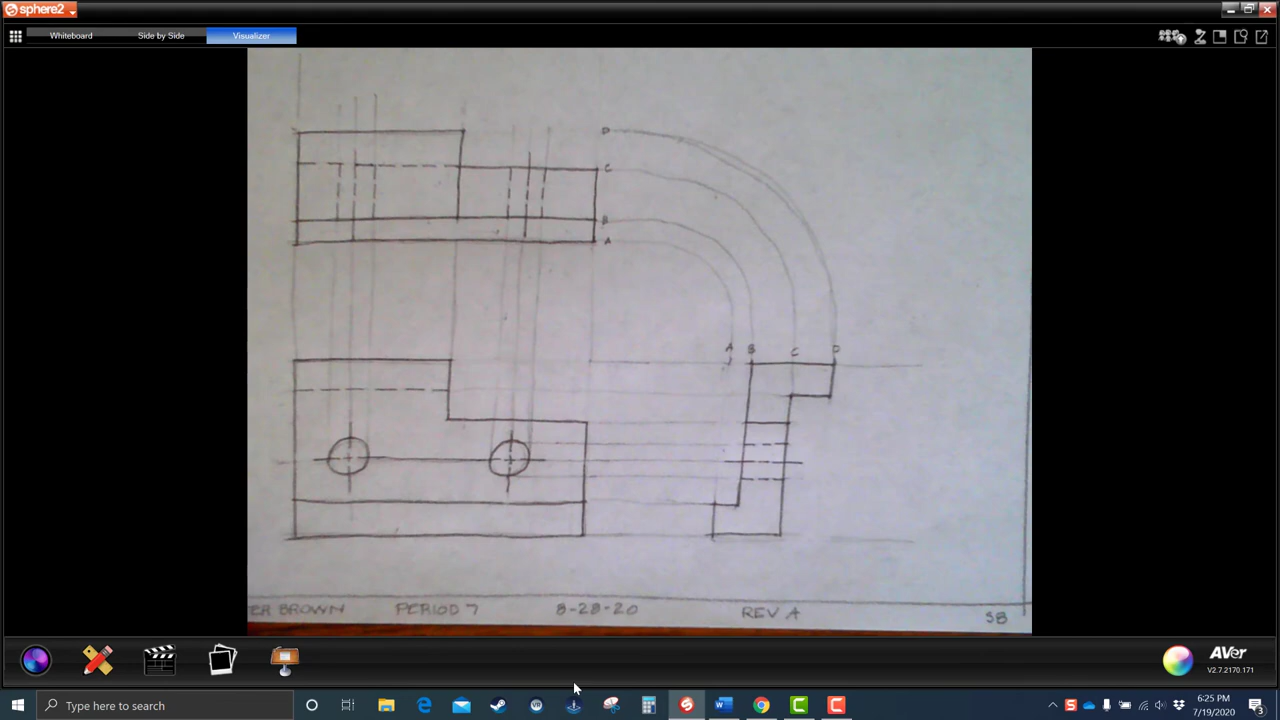 sphere2
Whiteboard
Side by Side
Visualizer
D
C
B
A
A B C D
ER BROWN PERIOD 7 8-28-20 REV A SB
AVer
V2.7.2170.171
Type here to search
6:25 PM
7/19/2020
3